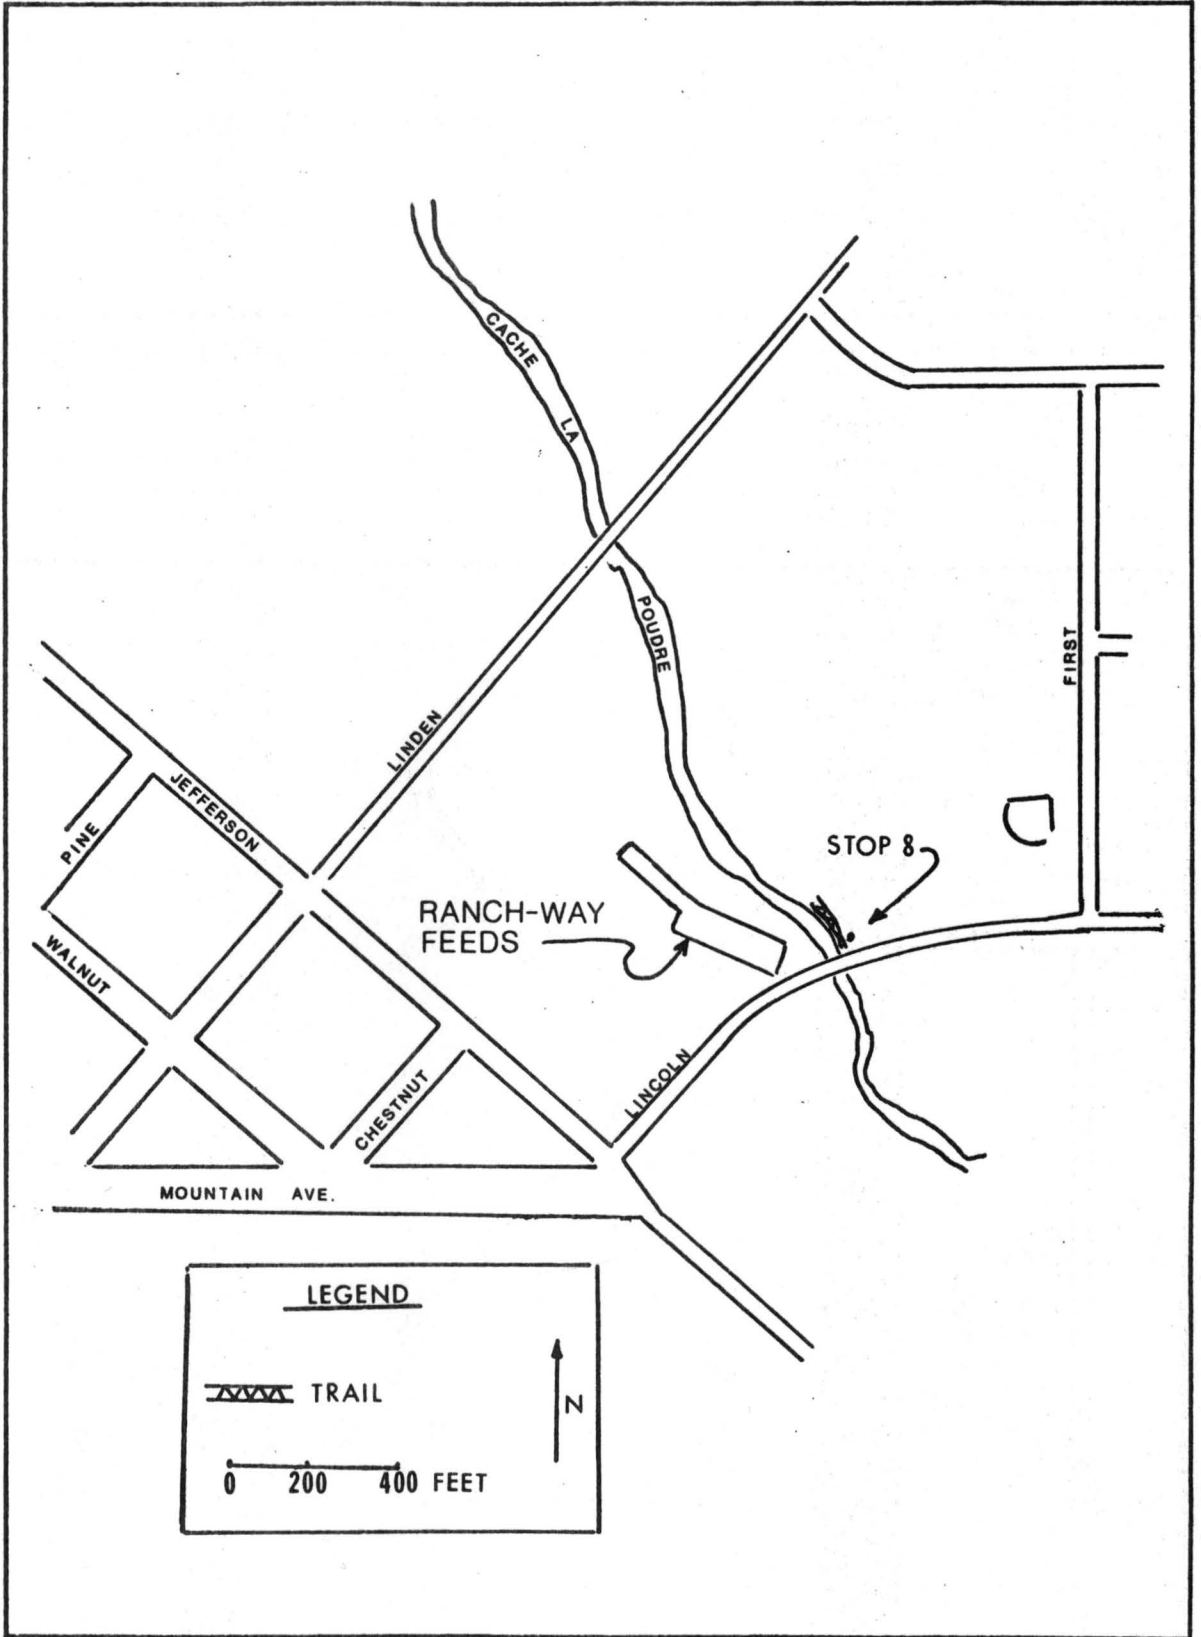 CACHE
LA
POUDRE
LINDEN
FIRST
JEFFERSON
PINE
STOP 8
RANCH-WAY
FEEDS
WALNUT
LINCOLN
CHESTNUT
MOUNTAIN AVE.
LEGEND
TRAIL
N
0 200 400 FEET